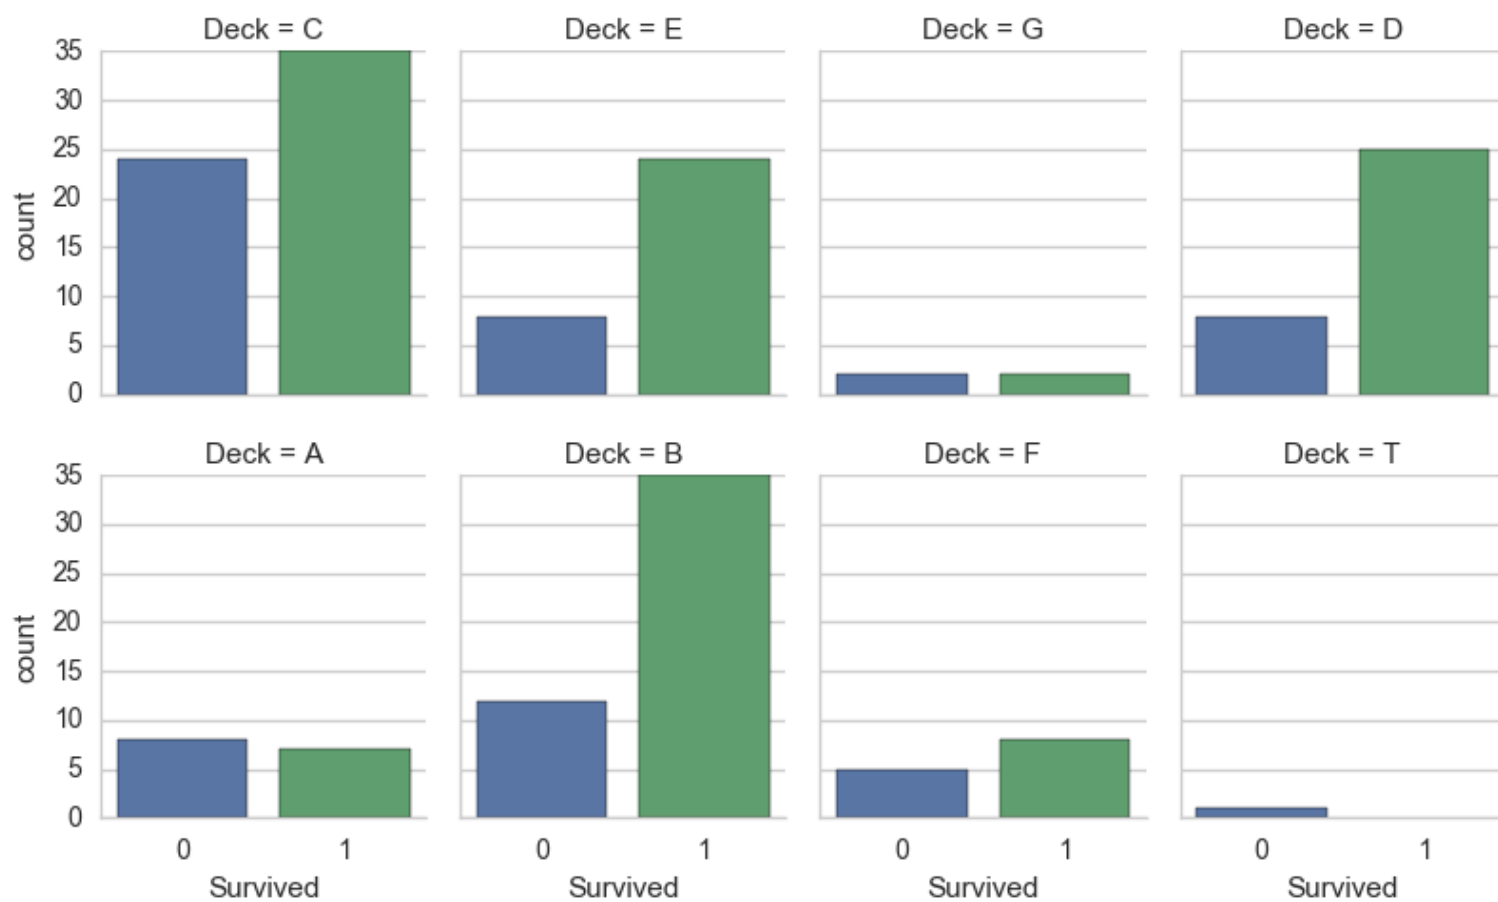 Deck = C
Deck = E
Deck = G
Deck = D
35
30
25
20
15
10
5
0
count
Deck = A
Deck = B
Deck = F
Deck = T
35
30
25
20
15
10
5
0
count
0 1
0 1
0 1
0 1
Survived
Survived
Survived
Survived